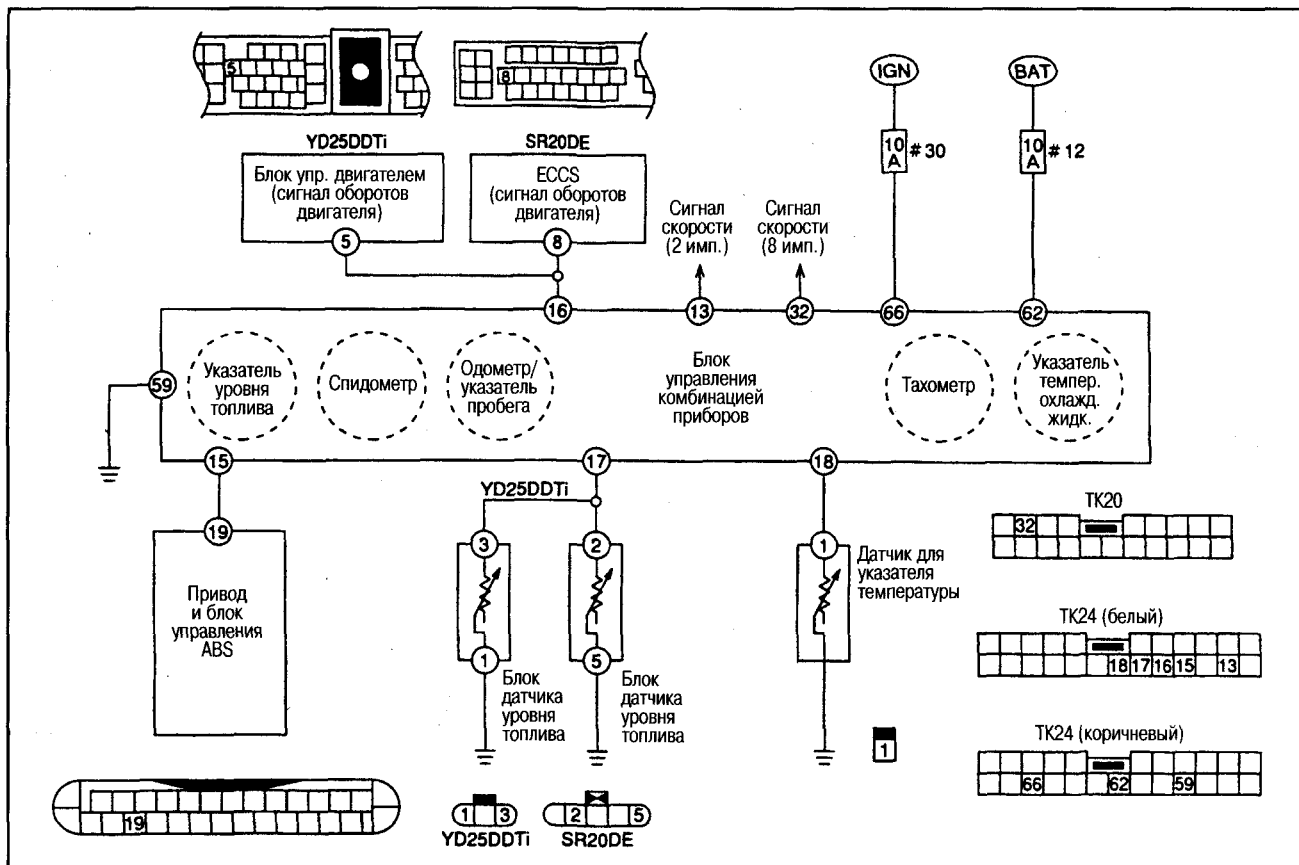 5
8
IGN
BAT
YD25DDTi
SR20DE
10
A
# 30
10
A
# 12
Блок упр. двигателем
(сигнал оборотов
двигателя)
ECCS
(сигнал оборотов
двигателя)
Сигнал
скорости
(2 имп.)
Сигнал
скорости
(8 имп.)
5
8
16
13
32
66
62
59
Указатель
уровня
топлива
Спидометр
Одометр/
указатель
пробега
Блок
управления
комбинацией
приборов
Тахометр
Указатель
темпер.
охлажд.
жидк.
15
17
18
YD25DDTi
19
3
2
1
Привод
и блок
управления
ABS
Датчик для
указателя
температуры
1
5
Блок
датчика
уровня
топлива
Блок
датчика
уровня
топлива
TK20
32
TK24 (белый)
18 17 16 15 13
1
TK24 (коричневый)
66 62 59
19
1 3
YD25DDTi
2 5
SR20DE